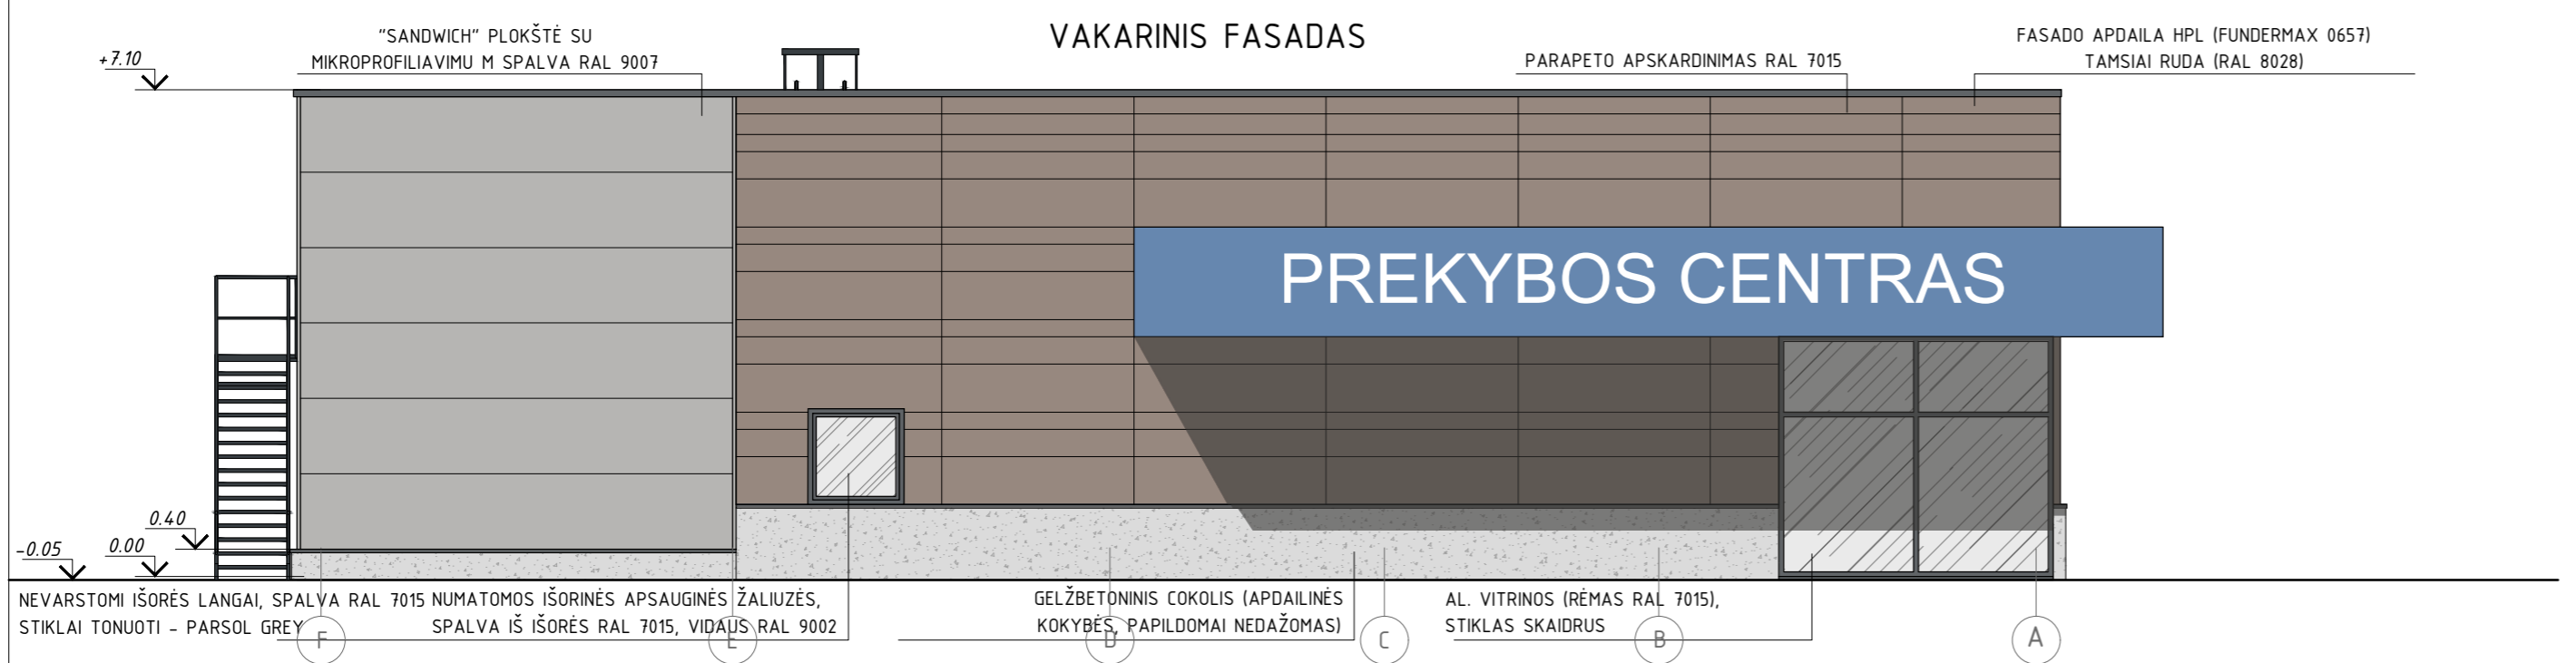 VAKARINIS FASADAS
"SANDWICH" PLOKŠTĖ SU
MIKROPROFILIAVIMU M SPALVA RAL 9007
PARAPETO APSKARDINIMAS RAL 7015
FASADO APDAILA HPL (FUNDERMAX 0657)
TAMSIAI RUDA (RAL 8028)
+7.10
PREKYBOS CENTRAS
0.40
-0.05
0.00
NEVARSTOMI IŠORĖS LANGAI, SPALVA RAL 7015
STIKLAI TONUOTI - PARSOL GREY
NUMATOMOS IŠORINĖS APSAUGINĖS ŽALIUZĖS,
SPALVA IŠ IŠORĖS RAL 7015, VIDAUS RAL 9002
GELŽBETONINIS COKOLIS (APDAILINĖS
KOKYBĖS, PAPILDOMAI NEDAŽOMAS)
AL. VITRINOS (RĖMAS RAL 7015),
STIKLAS SKAIDRUS
F
E
D
C
B
A